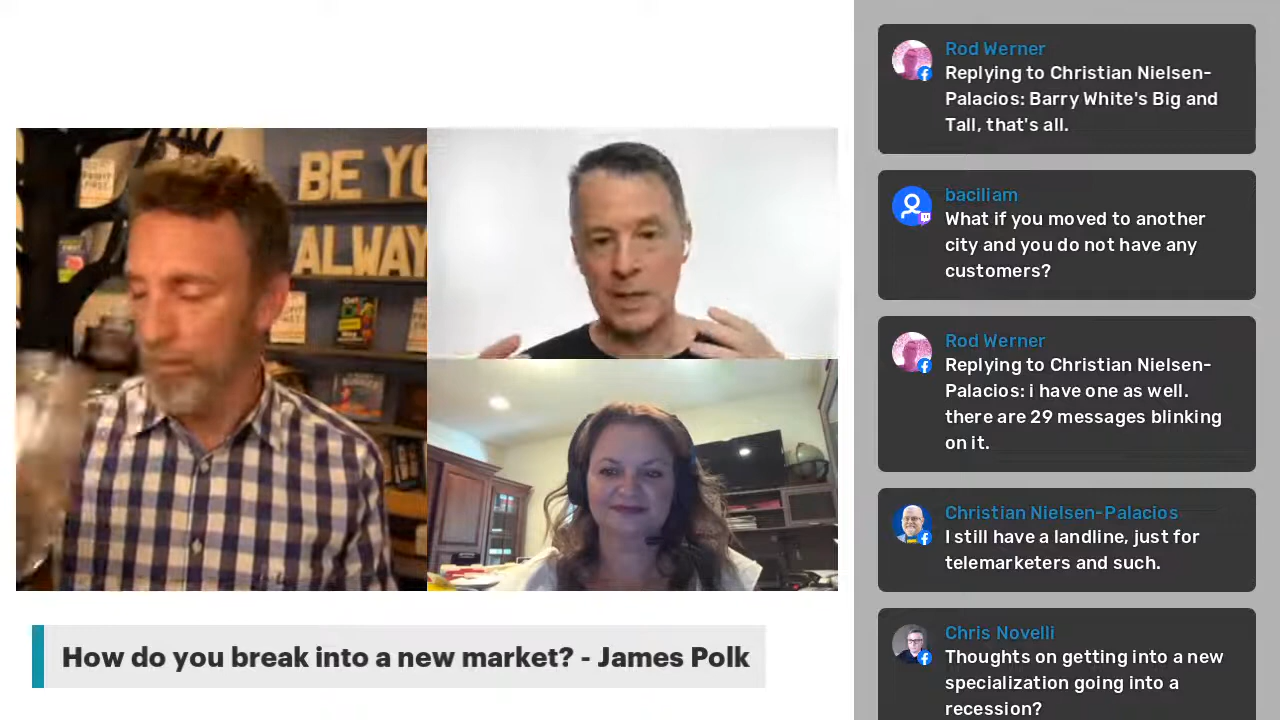 BE YO
ALWAY
How do you break into a new market? - James Polk
Rod Werner
Replying to Christian Nielsen-
Palacios: Barry White's Big and
Tall, that's all.
baciliam
What if you moved to another
city and you do not have any
customers?
Rod Werner
Replying to Christian Nielsen-
Palacios: i have one as well.
there are 29 messages blinking
on it.
Christian Nielsen-Palacios
I still have a landline, just for
telemarketers and such.
Chris Novelli
Thoughts on getting into a new
specialization going into a
recession?